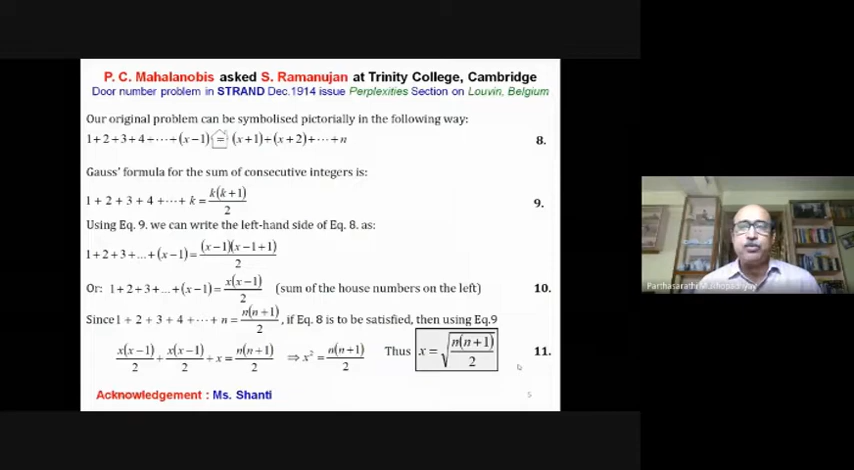 P. C. Mahalanobis asked S. Ramanujan at Trinity College, Cambridge
Door number problem in STRAND Dec.1914 issue Perplexities Section on Louvin, Belgium
Our original problem can be symbolised pictorially in the following way:
1+2+3+4+⋯+(x−1) = (x+1)+(x+2)+⋯+n 8.
Gauss' formula for the sum of consecutive integers is:
1+2+3+4+⋯+k = k(k+1)/2 9.
Using Eq. 9. we can write the left-hand side of Eq. 8. as:
1+2+3+...+(x−1) = (x−1)(x−1+1)/2
Or: 1+2+3+...+(x−1) = x(x−1)/2 (sum of the house numbers on the left) 10.
Since 1+2+3+4+⋯+n = n(n+1)/2, if Eq. 8 is to be satisfied, then using Eq.9
x(x−1)/2 + x(x−1)/2 + x = n(n+1)/2 ⇒ x² = n(n+1)/2 Thus x = √(n(n+1)/2) 11.
Acknowledgement : Ms. Shanti 5
Parthasarathi Mukhopadhyay